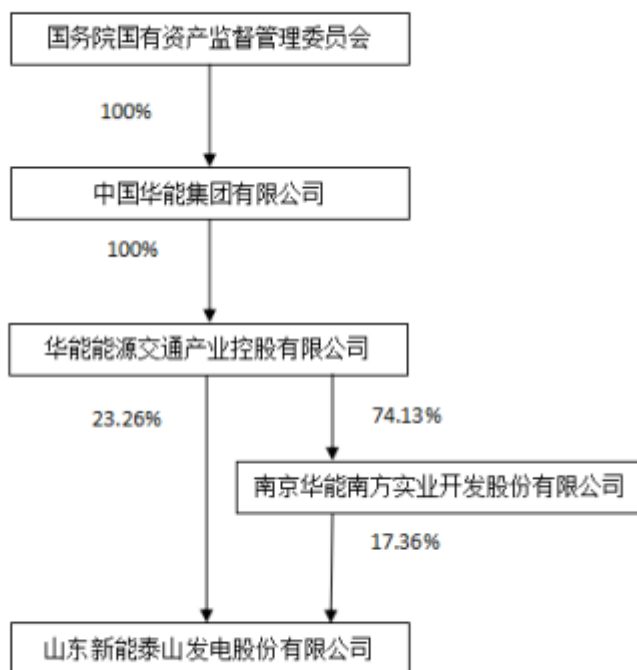 国务院国有资产监督管理委员会
100%
中国华能集团有限公司
100%
华能能源交通产业控股有限公司
23.26%
74.13%
南京华能南方实业开发股份有限公司
17.36%
山东新能泰山发电股份有限公司